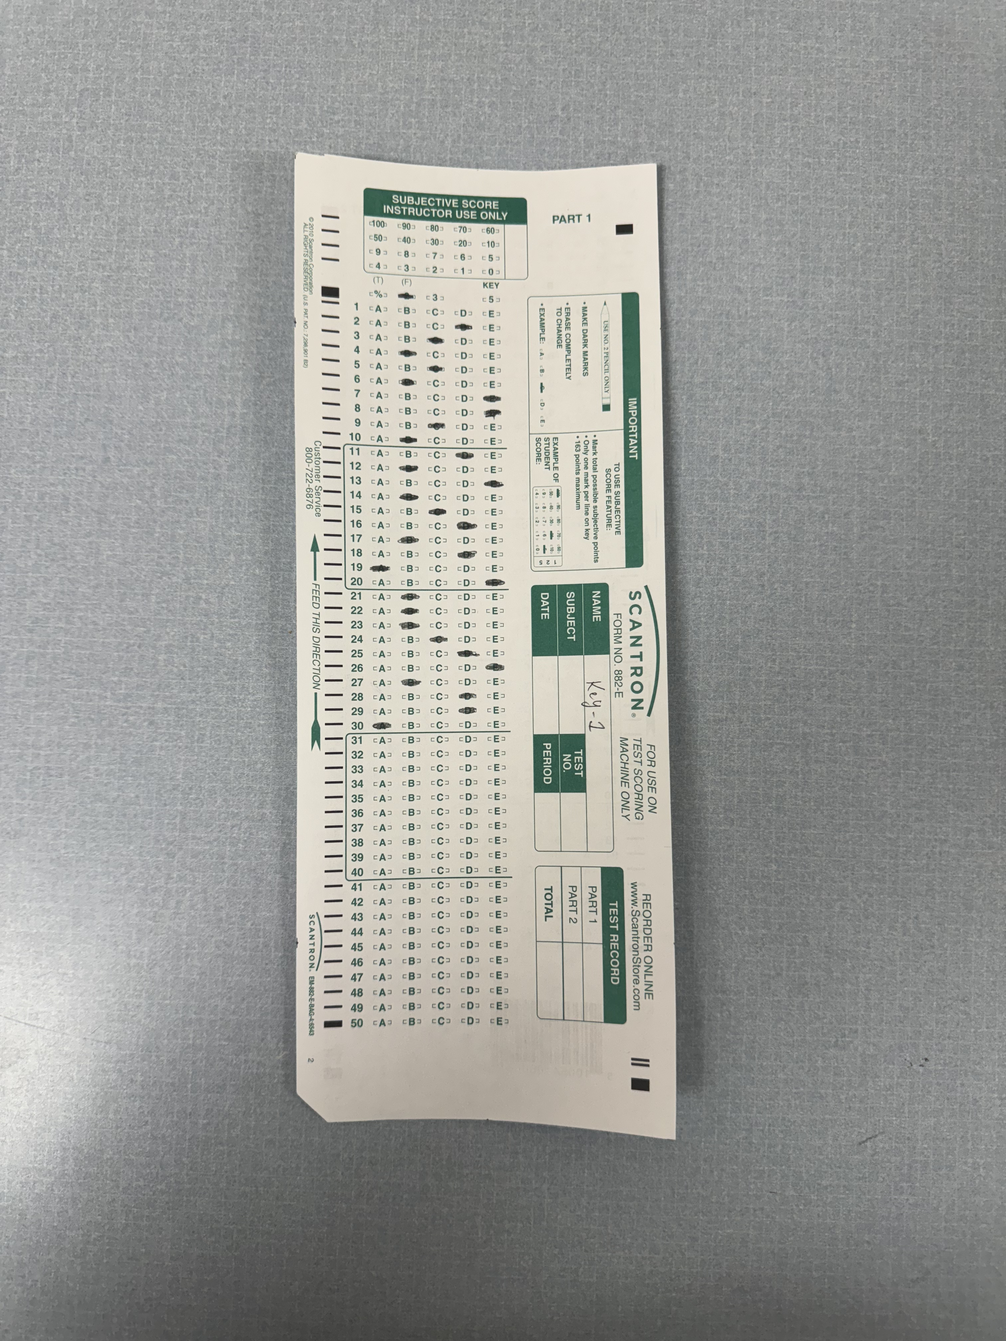 PART 1
SUBJECTIVE SCORE
INSTRUCTOR USE ONLY
100 90 80 70 60
50 40 30 20 10
9 8 7 6 5
4 3 2 1 0
(T) (F) KEY
% 3 5
1 A B C D E
2 A B C E
3 A B D E
4 A C D E
5 A B D E
6 A C D E
7 A B C D
8 A B C D
9 A B D E
10 A C D E
11 A B C E
12 A C D E
13 A B C D
14 A C D E
15 A B D E
16 A B C E
17 A C D E
18 A B C E
19 B C D E
20 A B C D
21 A C D E
22 A C D E
23 A C D E
24 A B D E
25 A B C E
26 A B C D
27 A C D E
28 A B C E
29 A B C E
30 B C D E
31 A B C D E
32 A B C D E
33 A B C D E
34 A B C D E
35 A B C D E
36 A B C D E
37 A B C D E
38 A B C D E
39 A B C D E
40 A B C D E
41 A B C D E
42 A B C D E
43 A B C D E
44 A B C D E
45 A B C D E
46 A B C D E
47 A B C D E
48 A B C D E
49 A B C D E
50 A B C D E
IMPORTANT
USE NO. 2 PENCIL ONLY
• MAKE DARK MARKS
• ERASE COMPLETELY
TO CHANGE
• EXAMPLE: A B D E
TO USE SUBJECTIVE
SCORE FEATURE:
• Mark total possible subjective points
• Only one mark per line on key
• 163 points maximum
EXAMPLE OF
STUDENT
SCORE:
SCANTRON®
FORM NO. 882-E
FOR USE ON
TEST SCORING
MACHINE ONLY
REORDER ONLINE
www.ScantronStore.com
NAME Key-1
SUBJECT TEST NO.
DATE PERIOD
TEST RECORD
PART 1
PART 2
TOTAL
© 2010 Scantron Corporation
ALL RIGHTS RESERVED.
Customer Service
800-722-6876
FEED THIS DIRECTION
SCANTRON.
2